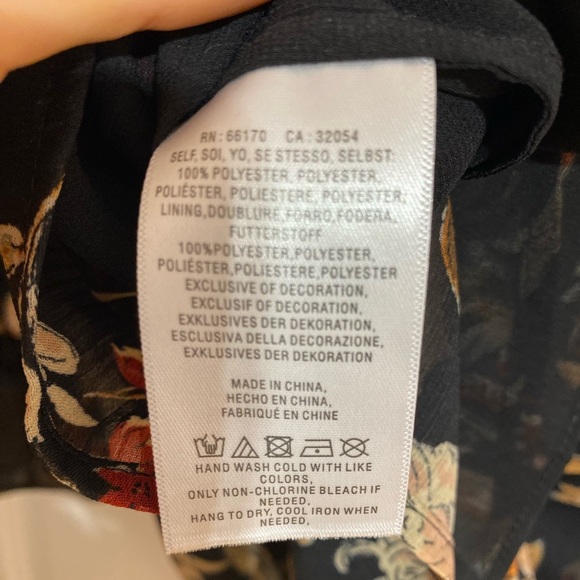 RN:66170 CA:32054
SELF, SOI, YO, SE STESSO, SELBST:
100% POLYESTER, POLYESTER,
POLIÉSTER, POLIESTERE, POLYESTER,
LINING,DOUBLURE,FORRO,FODERA,
FUTTERSTOFF
100%POLYESTER,POLYESTER,
POLIÉSTER,POLIESTERE,POLYESTER
EXCLUSIVE OF DECORATION,
EXCLUSIF OF DECORATION,
EXKLUSIVES DER DEKORATION,
ESCLUSIVA DELLA DECORAZIONE,
EXKLUSIVES DER DEKORATION
MADE IN CHINA,
HECHO EN CHINA,
FABRIQUÉ EN CHINE
HAND WASH COLD WITH LIKE
COLORS,
ONLY NON-CHLORINE BLEACH IF
NEEDED,
HANG TO DRY, COOL IRON WHEN
NEEDED,